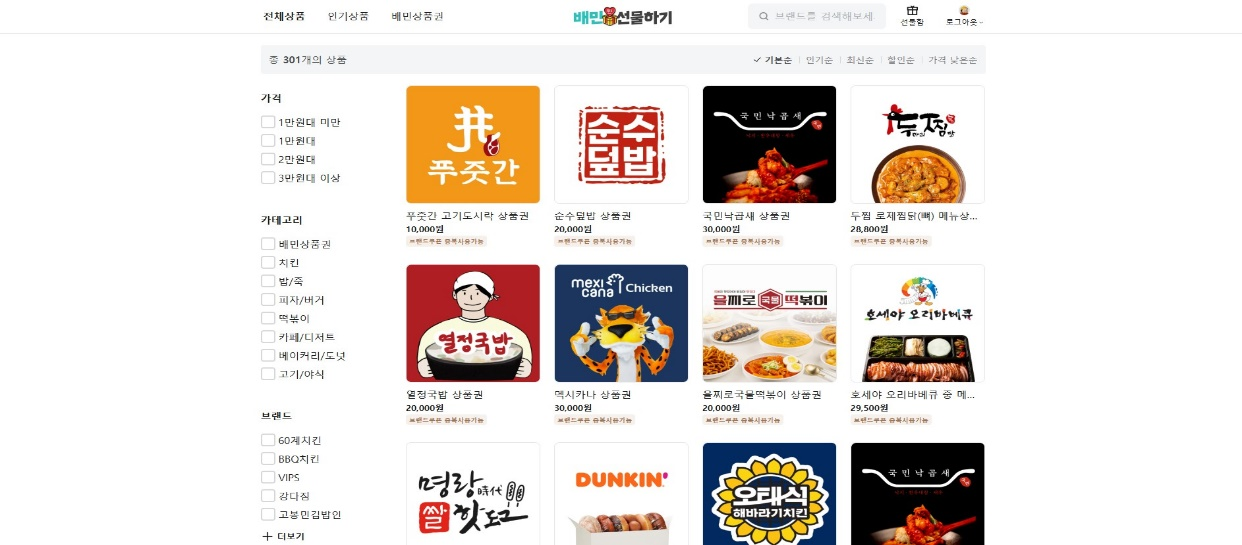 전체상품 인기상품 배민상품권 배민선물하기 브랜드를 검색해보세 선물함 로그아웃
총 301개의 상품 기본순 인기순 최신순 할인순 가격 낮은순
가격
1만원대 미만
1만원대
2만원대
3만원대 이상
카테고리
배민상품권
치킨
밥/죽
피자/버거
떡볶이
카페/디저트
베이커리/도넛
고기/야식
브랜드
60계치킨
BBQ치킨
VIPS
강다짐
고봉민김밥인
더보기
푸줏간
푸줏간 고기도시락 상품권
10,000원
브랜드쿠폰 중복사용가능
순수덮밥
순수덮밥 상품권
20,000원
브랜드쿠폰 중복사용가능
국민낙곱새
국민낙곱새 상품권
30,000원
브랜드쿠폰 중복사용가능
두찜
두찜 로제찜닭(뼈) 메뉴상...
28,800원
브랜드쿠폰 중복사용가능
열정국밥
열정국밥 상품권
20,000원
브랜드쿠폰 중복사용가능
mexi
cana Chicken
멕시카나 상품권
30,000원
브랜드쿠폰 중복사용가능
을찌로 국물 떡볶이
을찌로국물떡볶이 상품권
20,000원
브랜드쿠폰 중복사용가능
호세야 오리바베큐
호세야 오리바베큐 중 메...
29,500원
브랜드쿠폰 중복사용가능
명랑時代
쌀핫도그
DUNKIN'
오태식
해바라기치킨
국민낙곱새